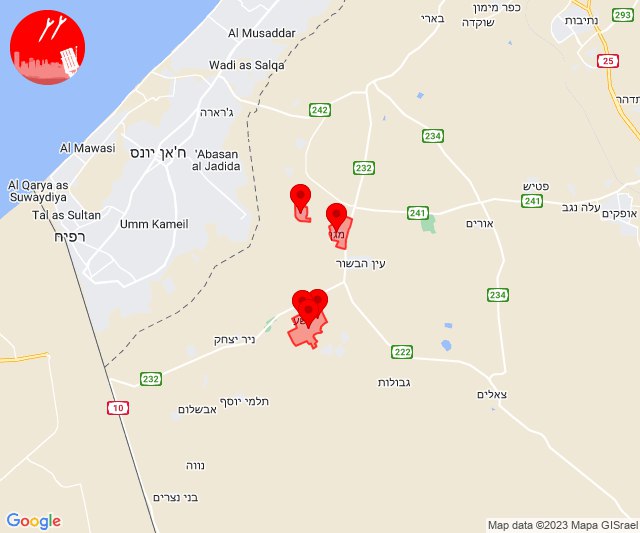 Al Musaddar
כפר מימון
שוקדה
בארי
נתיבות
293
25
Wadi as Salqa
תדהר
242
ג'רארה
234
Al Mawasi
ח'אן יונס
'Abasan
al Jadida
232
Al Qarya as
Suwaydiya
פטיש
241
עלה נגב
אופקים
Tal as Sultan
רפיח
Umm Kameil
241
אורים
עין הבשור
234
ניר יצחק
222
232
גבולות
10
אבשלום
תלמי יוסף
צאלים
נווה
בני נצרים
Google
Map data ©2023 Mapa GISrael